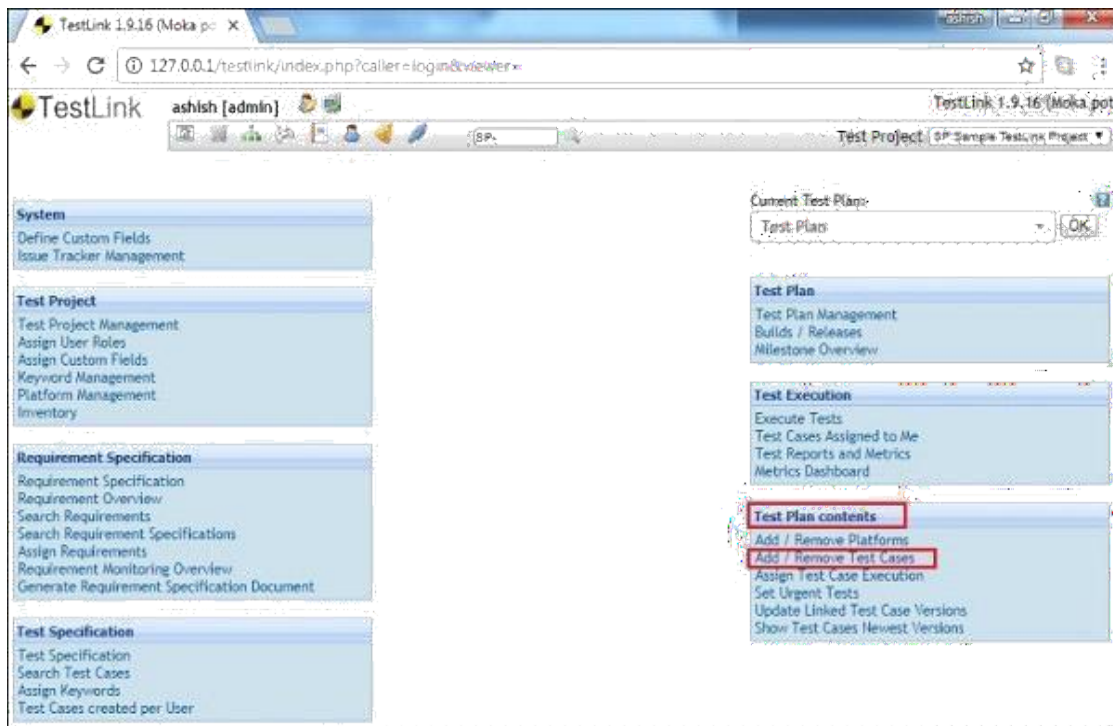 TestLink 1.9.16 (Moka po
ashish
127.0.0.1/testlink/index.php?caller=login&viewer=
TestLink
ashish [admin]
TestLink 1.9.16 (Moka pot
SP-
Test Project
SP Sample TestLink Project
System
Define Custom Fields
Issue Tracker Management
Test Project
Test Project Management
Assign User Roles
Assign Custom Fields
Keyword Management
Platform Management
Inventory
Requirement Specification
Requirement Specification
Requirement Overview
Search Requirements
Search Requirement Specifications
Assign Requirements
Requirement Monitoring Overview
Generate Requirement Specification Document
Test Specification
Test Specification
Search Test Cases
Assign Keywords
Test Cases created per User
Current Test Plan:
Test Plan
OK
Test Plan
Test Plan Management
Builds / Releases
Milestone Overview
Test Execution
Execute Tests
Test Cases Assigned to Me
Test Reports and Metrics
Metrics Dashboard
Test Plan contents
Add / Remove Platforms
Add / Remove Test Cases
Assign Test Case Execution
Set Urgent Tests
Update Linked Test Case Versions
Show Test Cases Newest Versions